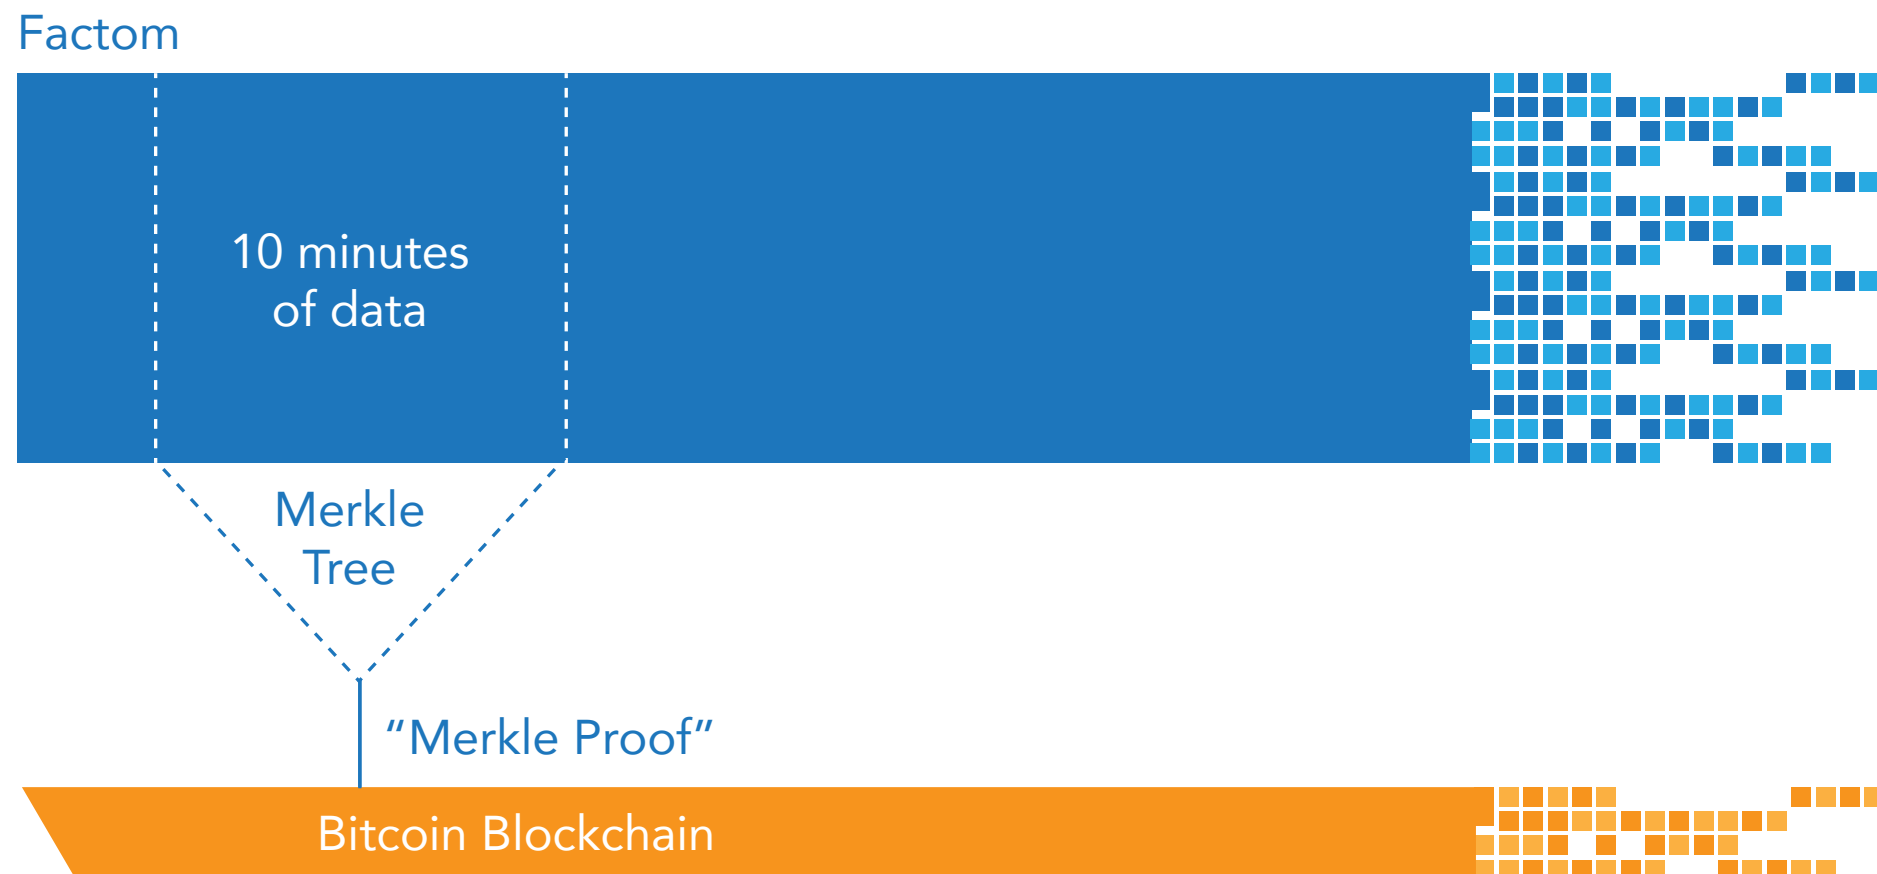 Factom
10 minutes
of data
Merkle
Tree
“Merkle Proof”
Bitcoin Blockchain